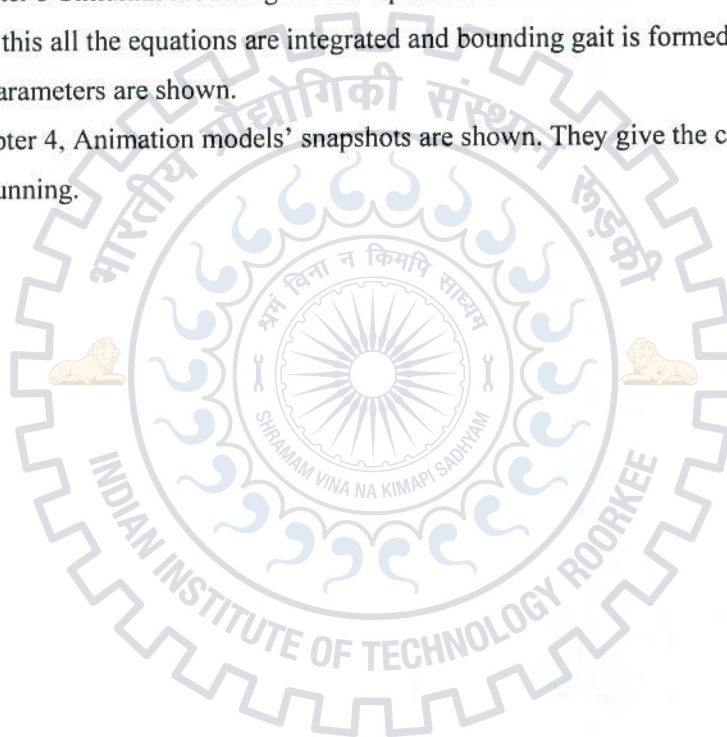 this all the equations are integrated and bounding gait is formed
arameters are shown.
oter 4, Animation models' snapshots are shown. They give the c
unning.
भारतीय प्रौद्योगिकी संस्थान रूड़की
श्रमं विना न किमपि साध्यम
SHRAMAM VINA NA KIMAPI SADHYAM
INDIAN INSTITUTE OF TECHNOLOGY ROORKEE